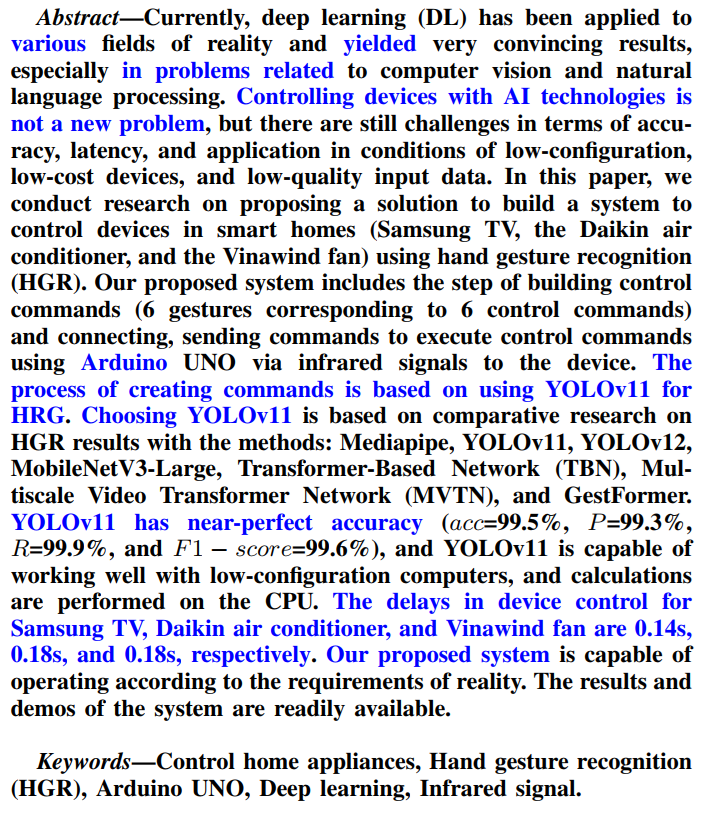 Abstract—Currently, deep learning (DL) has been applied to
various fields of reality and yielded very convincing results,
especially in problems related to computer vision and natural
language processing. Controlling devices with AI technologies is
not a new problem, but there are still challenges in terms of accu-
racy, latency, and application in conditions of low-configuration,
low-cost devices, and low-quality input data. In this paper, we
conduct research on proposing a solution to build a system to
control devices in smart homes (Samsung TV, the Daikin air
conditioner, and the Vinawind fan) using hand gesture recognition
(HGR). Our proposed system includes the step of building control
commands (6 gestures corresponding to 6 control commands)
and connecting, sending commands to execute control commands
using Arduino UNO via infrared signals to the device. The
process of creating commands is based on using YOLOv11 for
HRG. Choosing YOLOv11 is based on comparative research on
HGR results with the methods: Mediapipe, YOLOv11, YOLOv12,
MobileNetV3-Large, Transformer-Based Network (TBN), Mul-
tiscale Video Transformer Network (MVTN), and GestFormer.
YOLOv11 has near-perfect accuracy (acc=99.5%, P=99.3%,
R=99.9%, and F1 − score=99.6%), and YOLOv11 is capable of
working well with low-configuration computers, and calculations
are performed on the CPU. The delays in device control for
Samsung TV, Daikin air conditioner, and Vinawind fan are 0.14s,
0.18s, and 0.18s, respectively. Our proposed system is capable of
operating according to the requirements of reality. The results and
demos of the system are readily available.
Keywords—Control home appliances, Hand gesture recognition
(HGR), Arduino UNO, Deep learning, Infrared signal.